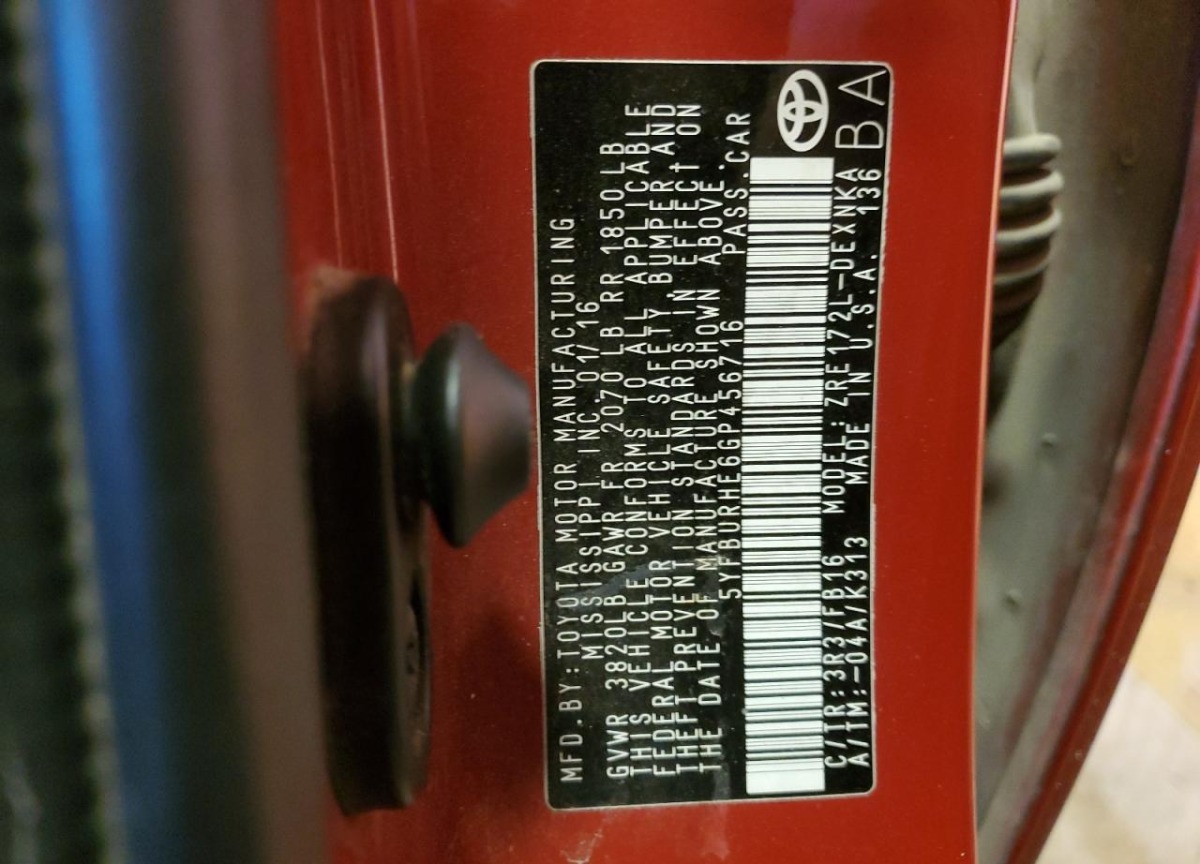 MFD.BY:TOYOTA MOTOR MANUFACTURING,
MISSISSIPPI INC. 01/16
GVWR 3820LB GAWR FR 2070 LB RR 1850 LB
THIS VEHICLE CONFORMS TO ALL APPLICABLE
FEDERAL MOTOR VEHICLE SAFETY, BUMPER AND
THEFT PREVENTION STANDARDS IN EFFECT ON
THE DATE OF MANUFACTURE SHOWN ABOVE.
5YFBURHE6GP456716 PASS.CAR
C/TR:3R3/FB16 MODEL: ZRE172L-DEXNKA
A/TM:-04A/K313 MADE IN U.S.A. 136
BA